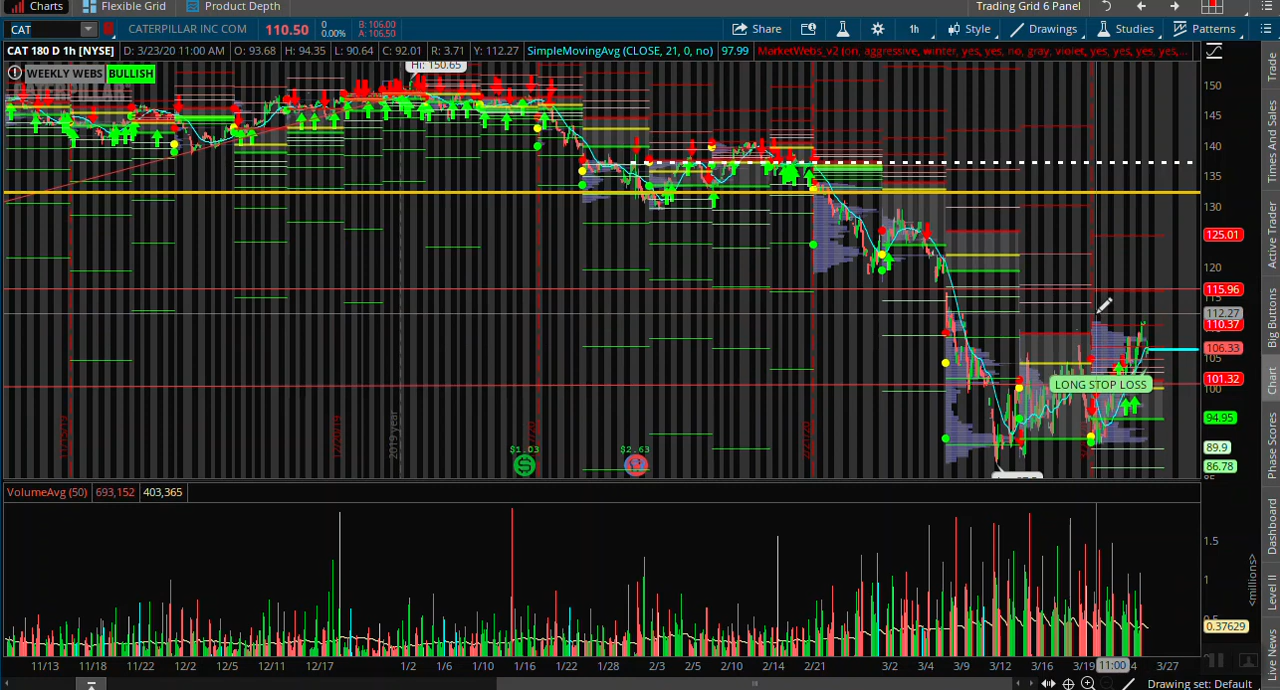 Charts Flexible Grid Product Depth Trading Grid 6 Panel
CAT CATERPILLAR INC COM 110.50 0 0.00% B: 106.00 A: 106.50 Share 1h Style Drawings Studies Patterns
CAT 180 D 1h [NYSE] D: 3/23/20 11:00 AM O: 93.68 H: 94.35 L: 90.64 C: 92.01 R: 3.71 Y: 112.27 SimpleMovingAvg (CLOSE, 21, 0, no) 97.99 MarketWebs_v2 (on, aggressive, winter, yes, yes, no, gray, violet, yes, yes, yes, yes,...
WEEKLY WEBS BULLISH
Hi: 150.65
150
145
140
135
130
125.01
120
115.96
115
112.27
110.37
106.33
105
101.32
100
94.95
89.9
86.78
LONG STOP LOSS
2019 year
$1.03 $2.63
VolumeAvg (50) 693,152 403,365
1.5
1
0.37629
<millions>
11/13 11/18 11/22 12/2 12/5 12/11 12/17 1/2 1/6 1/10 1/16 1/22 1/28 2/3 2/5 2/10 2/14 2/21 3/2 3/4 3/9 3/12 3/16 3/19 11:00 4 3/27
Drawing set: Default
Trade
Times And Sales
Active Trader
Big Buttons
Chart
Phase Scores
Dashboard
Level II
Live News